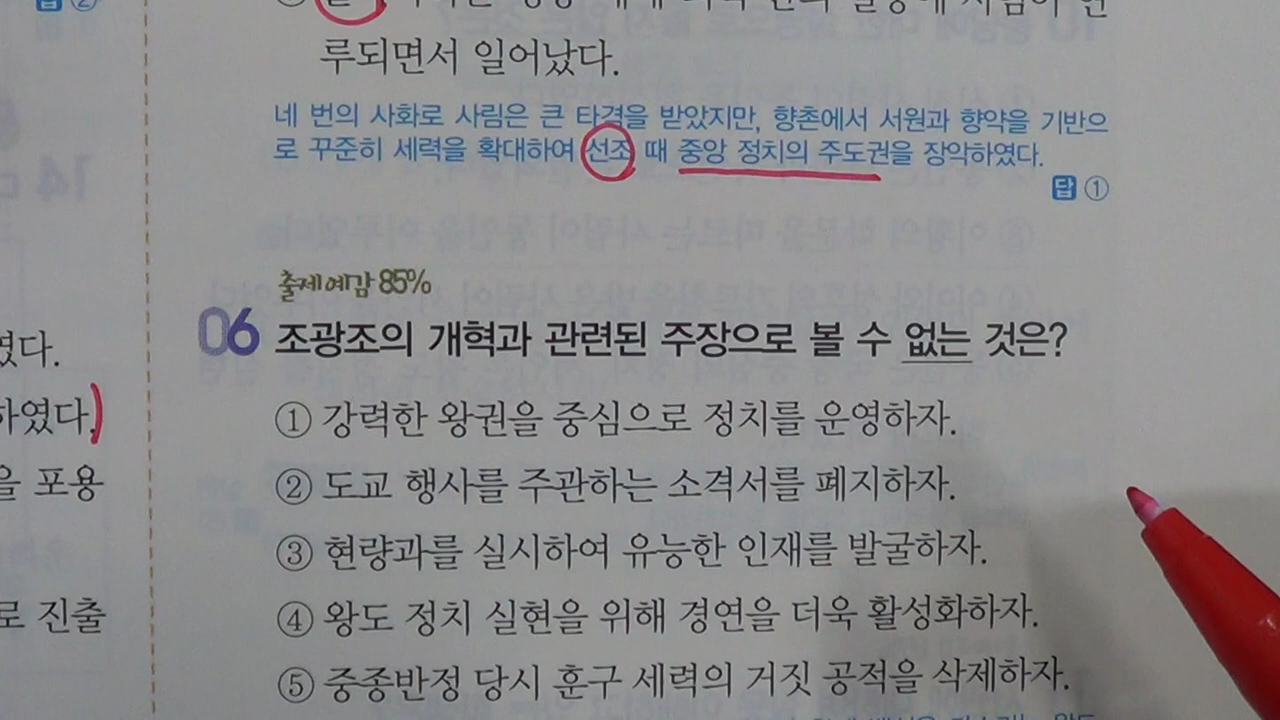 답 ②
루되면서 일어났다.
네 번의 사화로 사림은 큰 타격을 받았지만, 향촌에서 서원과 향약을 기반으
로 꾸준히 세력을 확대하여 선조 때 중앙 정치의 주도권을 장악하였다.
답 ①
출제예감 85%
06 조광조의 개혁과 관련된 주장으로 볼 수 없는 것은?
① 강력한 왕권을 중심으로 정치를 운영하자.
② 도교 행사를 주관하는 소격서를 폐지하자.
③ 현량과를 실시하여 유능한 인재를 발굴하자.
④ 왕도 정치 실현을 위해 경연을 더욱 활성화하자.
⑤ 중종반정 당시 훈구 세력의 거짓 공적을 삭제하자.
였다.
하였다.
을 포용
로 진출